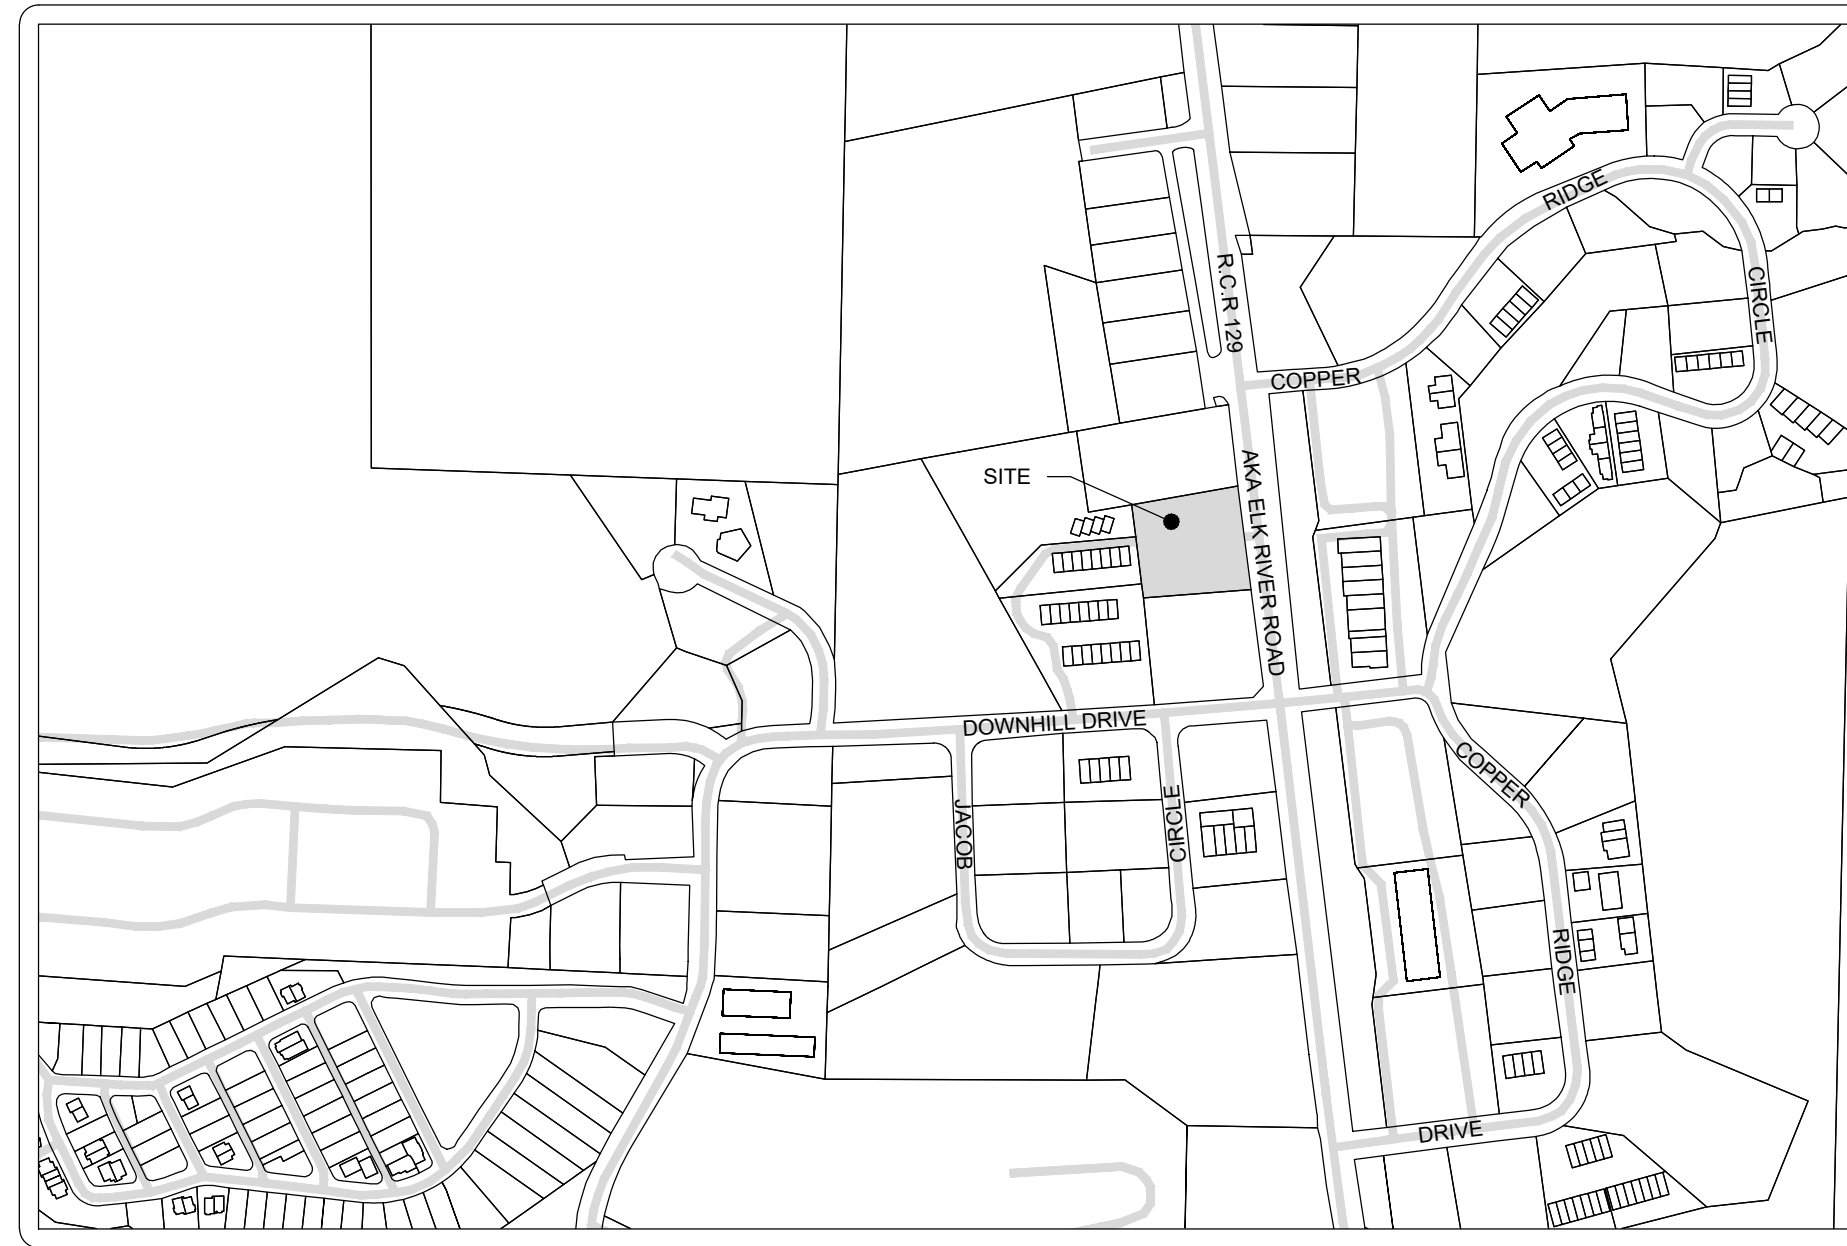 RIDGE
CIRCLE
R.C.R 129
COPPER
SITE
AKA ELK RIVER ROAD
DOWNHILL DRIVE
COPPER
JACOB
CIRCLE
RIDGE
DRIVE